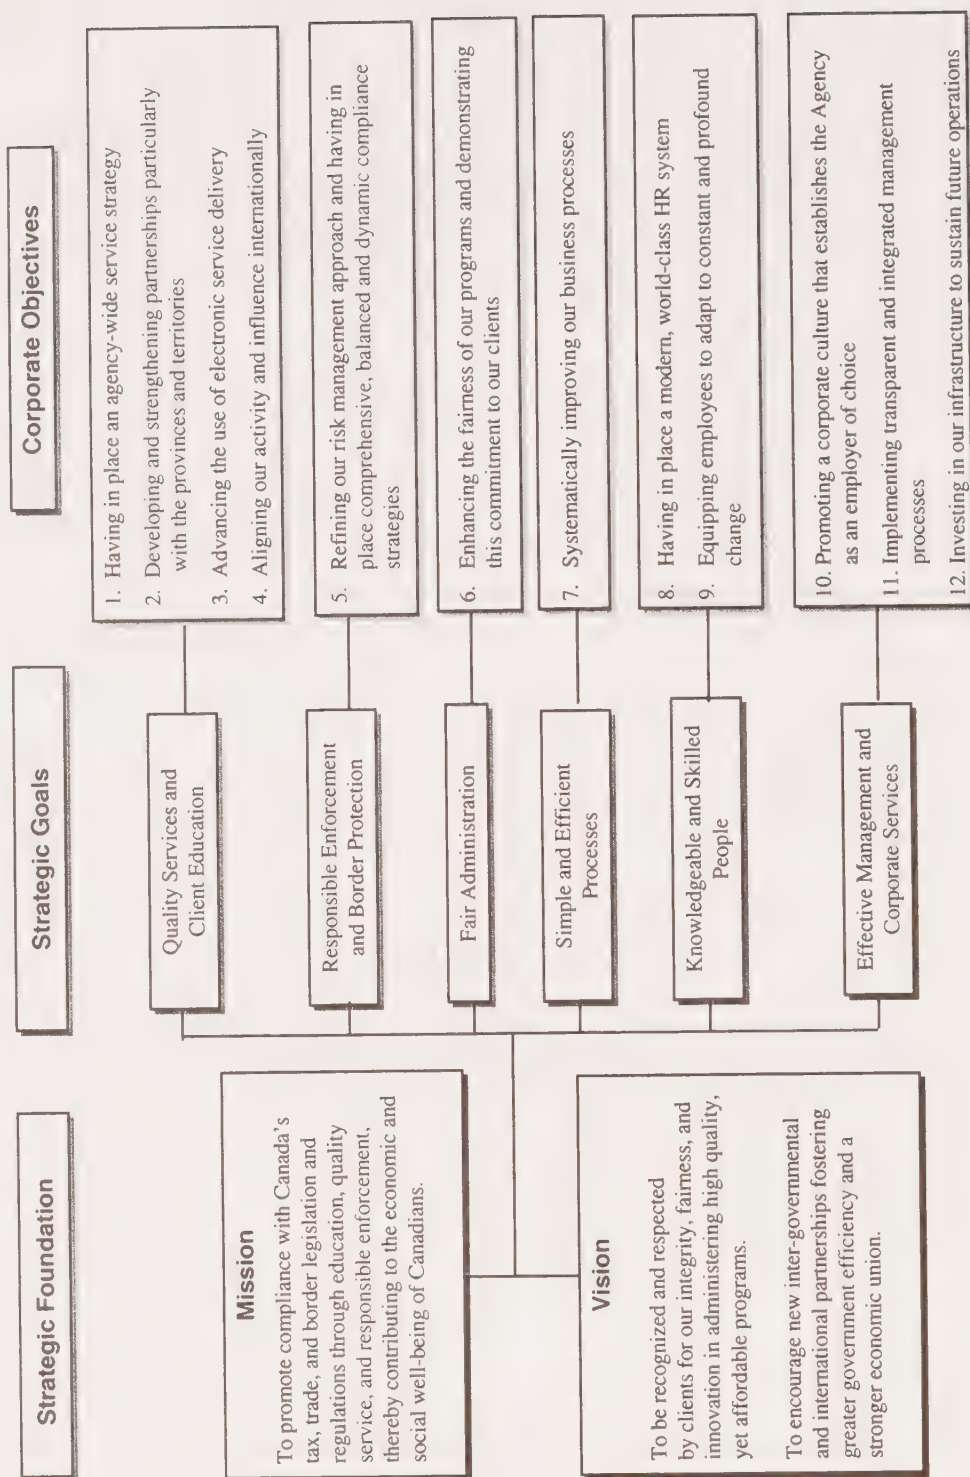 Strategic Foundation
Mission
To promote compliance with Canada's
tax, trade, and border legislation and
regulations through education, quality
service, and responsible enforcement,
thereby contributing to the economic and
social well-being of Canadians.
Vision
To be recognized and respected
by clients for our integrity, fairness, and
innovation in administering high quality,
yet affordable programs.
To encourage new inter-governmental
and international partnerships fostering
greater government efficiency and a
stronger economic union.
Strategic Goals
Quality Services and
Client Education
Responsible Enforcement
and Border Protection
Fair Administration
Simple and Efficient
Processes
Knowledgeable and Skilled
People
Effective Management and
Corporate Services
Corporate Objectives
1. Having in place an agency-wide service strategy
2. Developing and strengthening partnerships particularly
with the provinces and territories
3. Advancing the use of electronic service delivery
4. Aligning our activity and influence internationally
5. Refining our risk management approach and having in
place comprehensive, balanced and dynamic compliance
strategies
6. Enhancing the fairness of our programs and demonstrating
this commitment to our clients
7. Systematically improving our business processes
8. Having in place a modern, world-class HR system
9. Equipping employees to adapt to constant and profound
change
10. Promoting a corporate culture that establishes the Agency
as an employer of choice
11. Implementing transparent and integrated management
processes
12. Investing in our infrastructure to sustain future operations